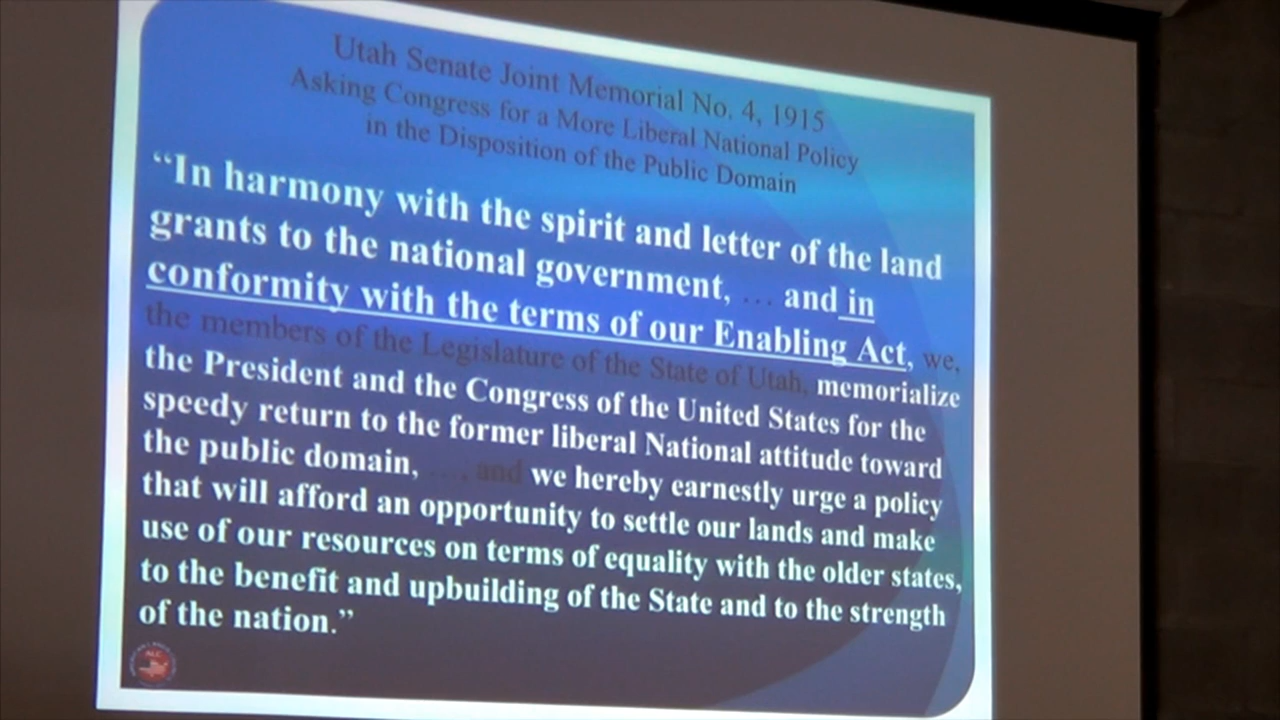 Utah Senate Joint Memorial No. 4, 1915
Asking Congress for a More Liberal National Policy
in the Disposition of the Public Domain
“In harmony with the spirit and letter of the land
grants to the national government, … and in
conformity with the terms of our Enabling Act, we,
the members of the Legislature of the State of Utah, memorialize
the President and the Congress of the United States for the
speedy return to the former liberal National attitude toward
the public domain, …, and we hereby earnestly urge a policy
that will afford an opportunity to settle our lands and make
use of our resources on terms of equality with the older states,
to the benefit and upbuilding of the State and to the strength
of the nation.”
ALC